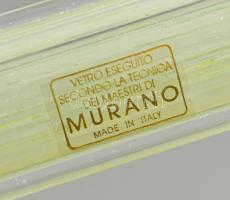 VETRO ESEGUITO
SECONDO LA TECNICA
DEI MAESTRI DI
MURANO
MADE IN ITALY